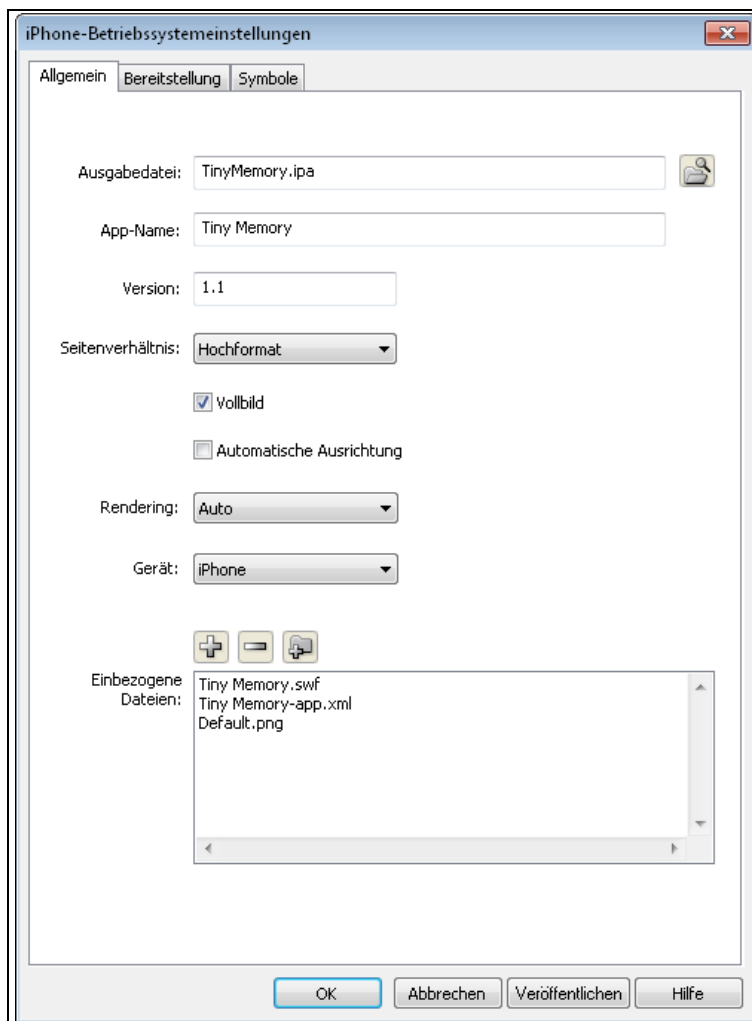 iPhone-Betriebssystemeinstellungen
Allgemein
Bereitstellung
Symbole
Ausgabedatei: TinyMemory.ipa
App-Name: Tiny Memory
Version: 1.1
Seitenverhältnis: Hochformat
Vollbild
Automatische Ausrichtung
Rendering: Auto
Gerät: iPhone
Einbezogene
Dateien:
Tiny Memory.swf
Tiny Memory-app.xml
Default.png
OK
Abbrechen
Veröffentlichen
Hilfe